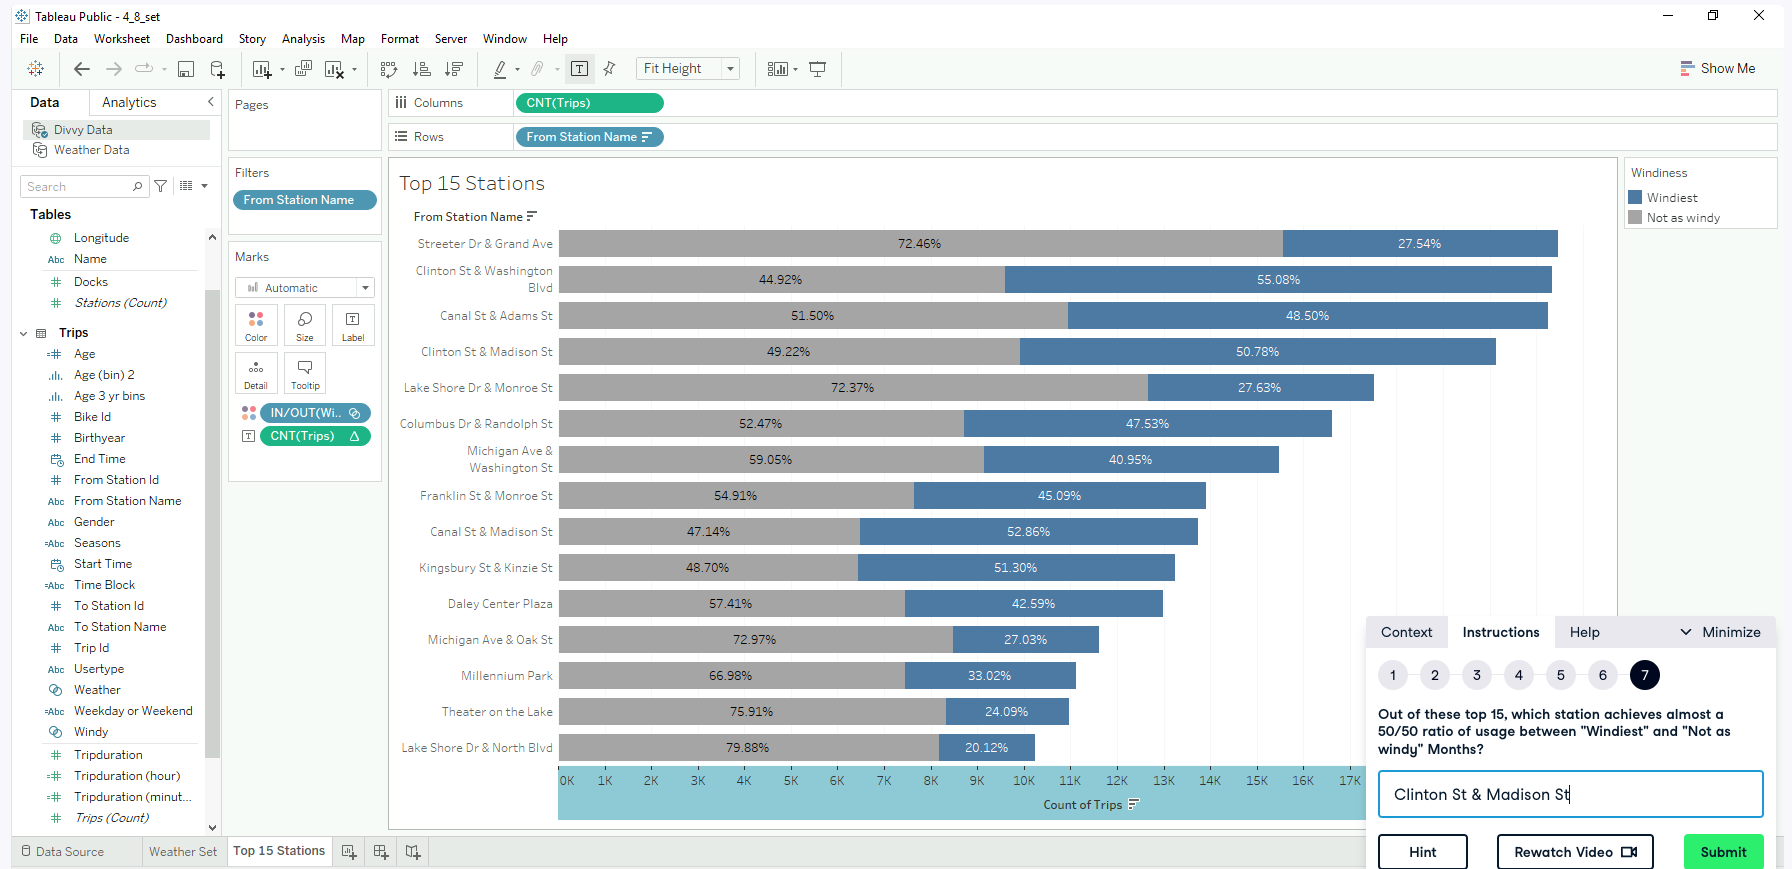 Tableau Public - 4_8_set
File Data Worksheet Dashboard Story Analysis Map Format Server Window Help
Fit Height
Show Me
Data Analytics
Divvy Data
Weather Data
Search
Tables
Longitude
Abc Name
Docks
Stations (Count)
Trips
Age
Age (bin) 2
Age 3 yr bins
Bike Id
Birthyear
End Time
From Station Id
Abc From Station Name
Abc Gender
=Abc Seasons
Start Time
=Abc Time Block
To Station Id
Abc To Station Name
Trip Id
Abc Usertype
Weather
=Abc Weekday or Weekend
Windy
Tripduration
Tripduration (hour)
Tripduration (minut...
Trips (Count)
Pages
Filters
From Station Name
Marks
Automatic
Color Size Label
Detail Tooltip
IN/OUT(Wi..
CNT(Trips)
Columns CNT(Trips)
Rows From Station Name
Top 15 Stations
From Station Name
Streeter Dr & Grand Ave 72.46% 27.54%
Clinton St & Washington
Blvd 44.92% 55.08%
Canal St & Adams St 51.50% 48.50%
Clinton St & Madison St 49.22% 50.78%
Lake Shore Dr & Monroe St 72.37% 27.63%
Columbus Dr & Randolph St 52.47% 47.53%
Michigan Ave &
Washington St 59.05% 40.95%
Franklin St & Monroe St 54.91% 45.09%
Canal St & Madison St 47.14% 52.86%
Kingsbury St & Kinzie St 48.70% 51.30%
Daley Center Plaza 57.41% 42.59%
Michigan Ave & Oak St 72.97% 27.03%
Millennium Park 66.98% 33.02%
Theater on the Lake 75.91% 24.09%
Lake Shore Dr & North Blvd 79.88% 20.12%
0K 1K 2K 3K 4K 5K 6K 7K 8K 9K 10K 11K 12K 13K 14K 15K 16K 17K
Count of Trips
Windiness
Windiest
Not as windy
Context Instructions Help Minimize
1 2 3 4 5 6 7
Out of these top 15, which station achieves almost a
50/50 ratio of usage between "Windiest" and "Not as
windy" Months?
Clinton St & Madison St
Hint Rewatch Video Submit
Data Source Weather Set Top 15 Stations